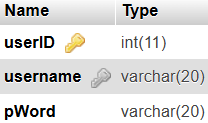 Name Type
userID int(11)
username varchar(20)
pWord varchar(20)